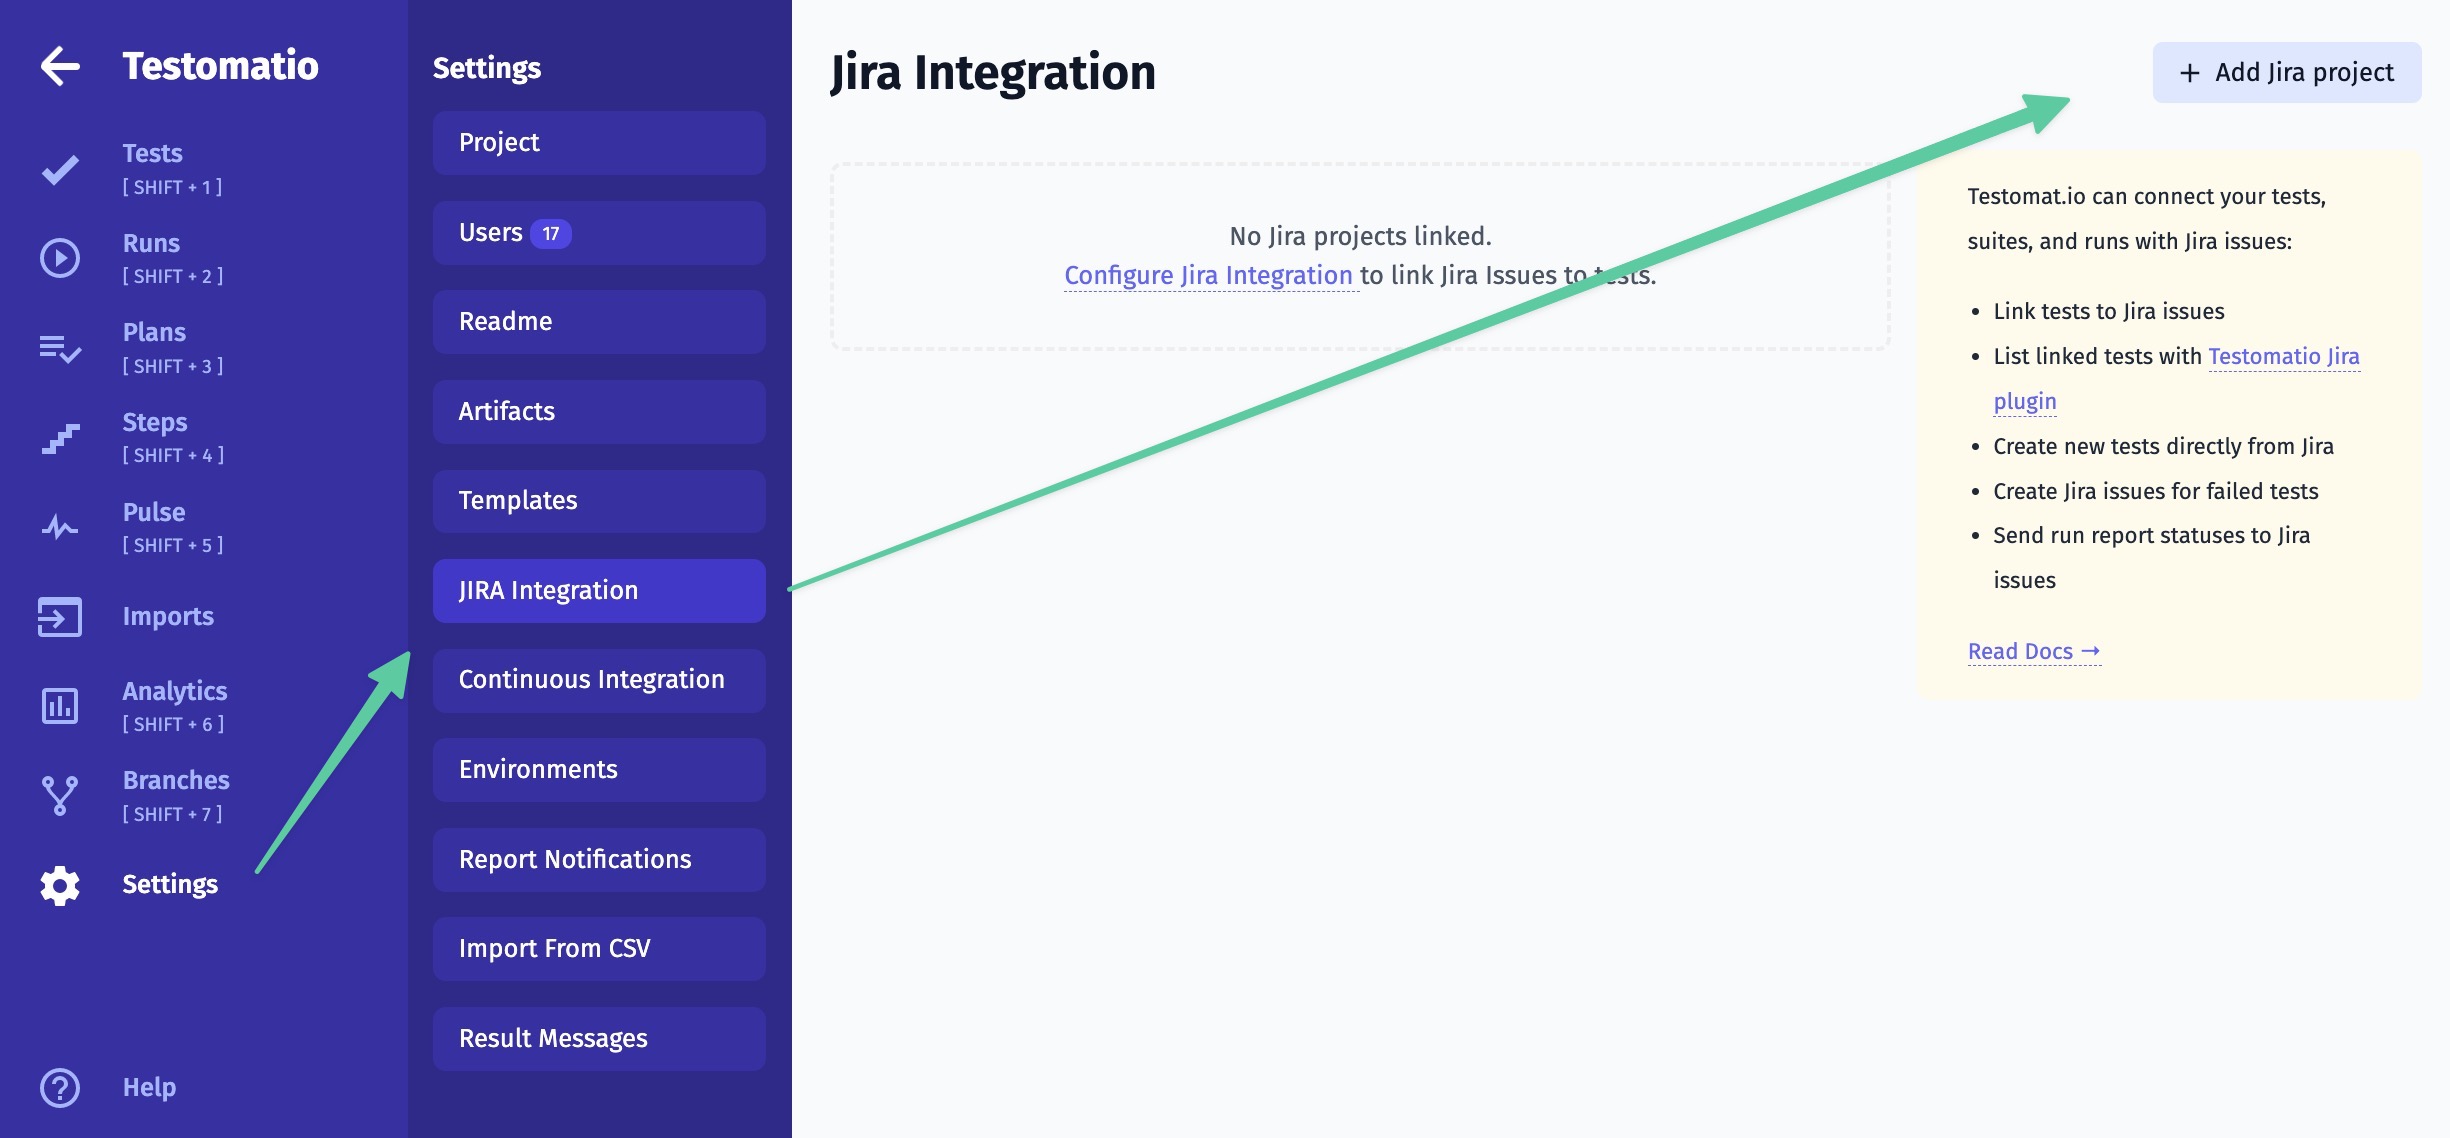 Testomatio
Tests
[ SHIFT + 1 ]
Runs
[ SHIFT + 2 ]
Plans
[ SHIFT + 3 ]
Steps
[ SHIFT + 4 ]
Pulse
[ SHIFT + 5 ]
Imports
Analytics
[ SHIFT + 6 ]
Branches
[ SHIFT + 7 ]
Settings
Help
Settings
Project
Users 17
Readme
Artifacts
Templates
JIRA Integration
Continuous Integration
Environments
Report Notifications
Import From CSV
Result Messages
Jira Integration
+ Add Jira project
No Jira projects linked.
Configure Jira Integration to link Jira Issues to tests.
Testomat.io can connect your tests,
suites, and runs with Jira issues:
• Link tests to Jira issues
• List linked tests with Testomatio Jira
plugin
• Create new tests directly from Jira
• Create Jira issues for failed tests
• Send run report statuses to Jira
issues
Read Docs →